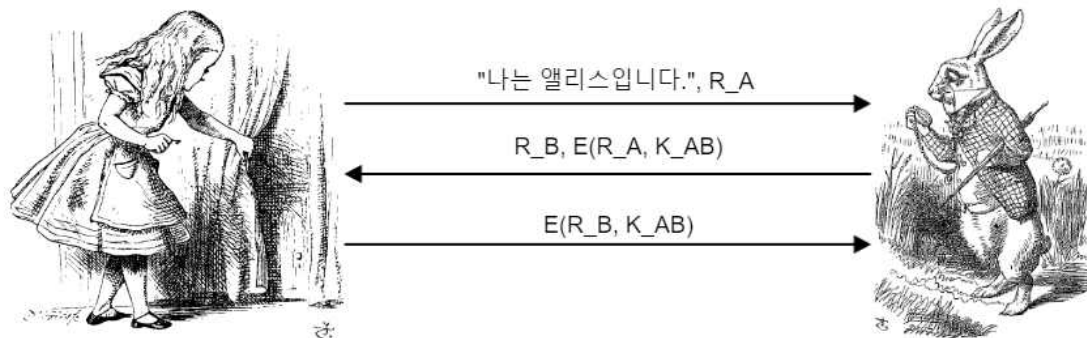 "나는 앨리스입니다.", R_A
R_B, E(R_A, K_AB)
E(R_B, K_AB)